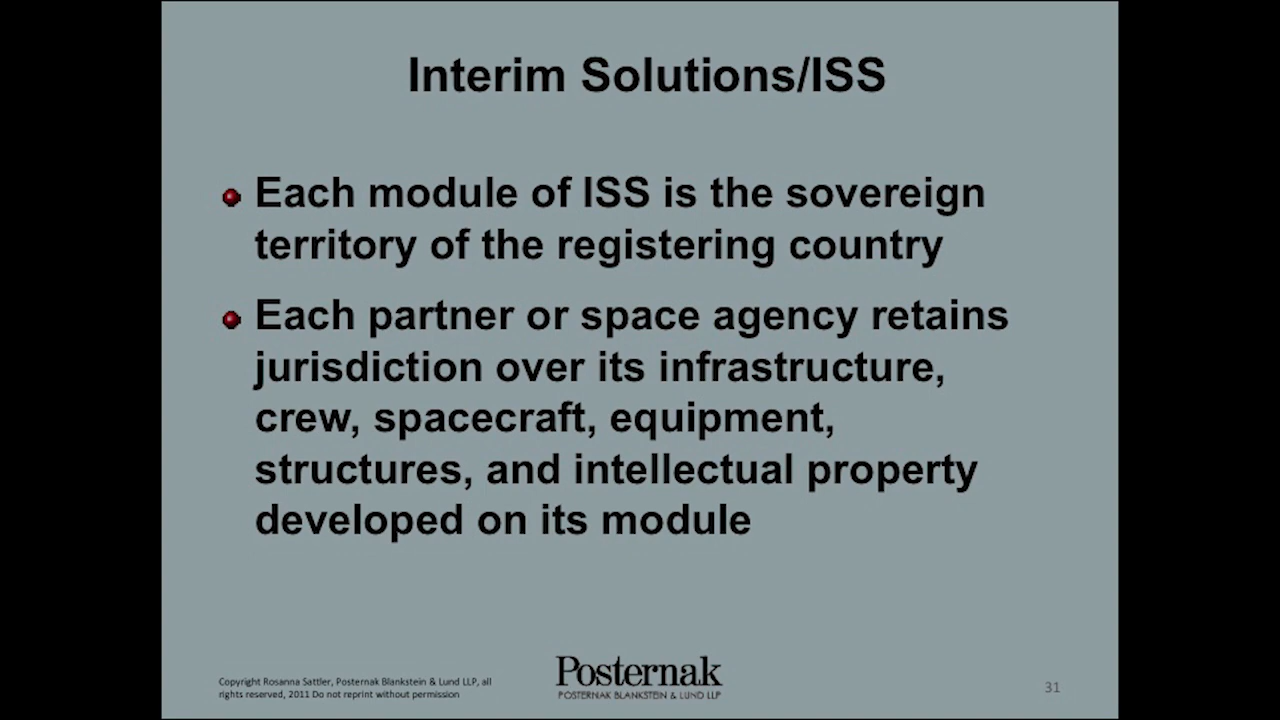 Interim Solutions/ISS
Each module of ISS is the sovereign
territory of the registering country
Each partner or space agency retains
jurisdiction over its infrastructure,
crew, spacecraft, equipment,
structures, and intellectual property
developed on its module
Copyright Rosanna Sattler, Posternak Blankstein & Lund LLP, all
rights reserved, 2011 Do not reprint without permission
Posternak
POSTERNAK BLANKSTEIN & LUND LLP
31